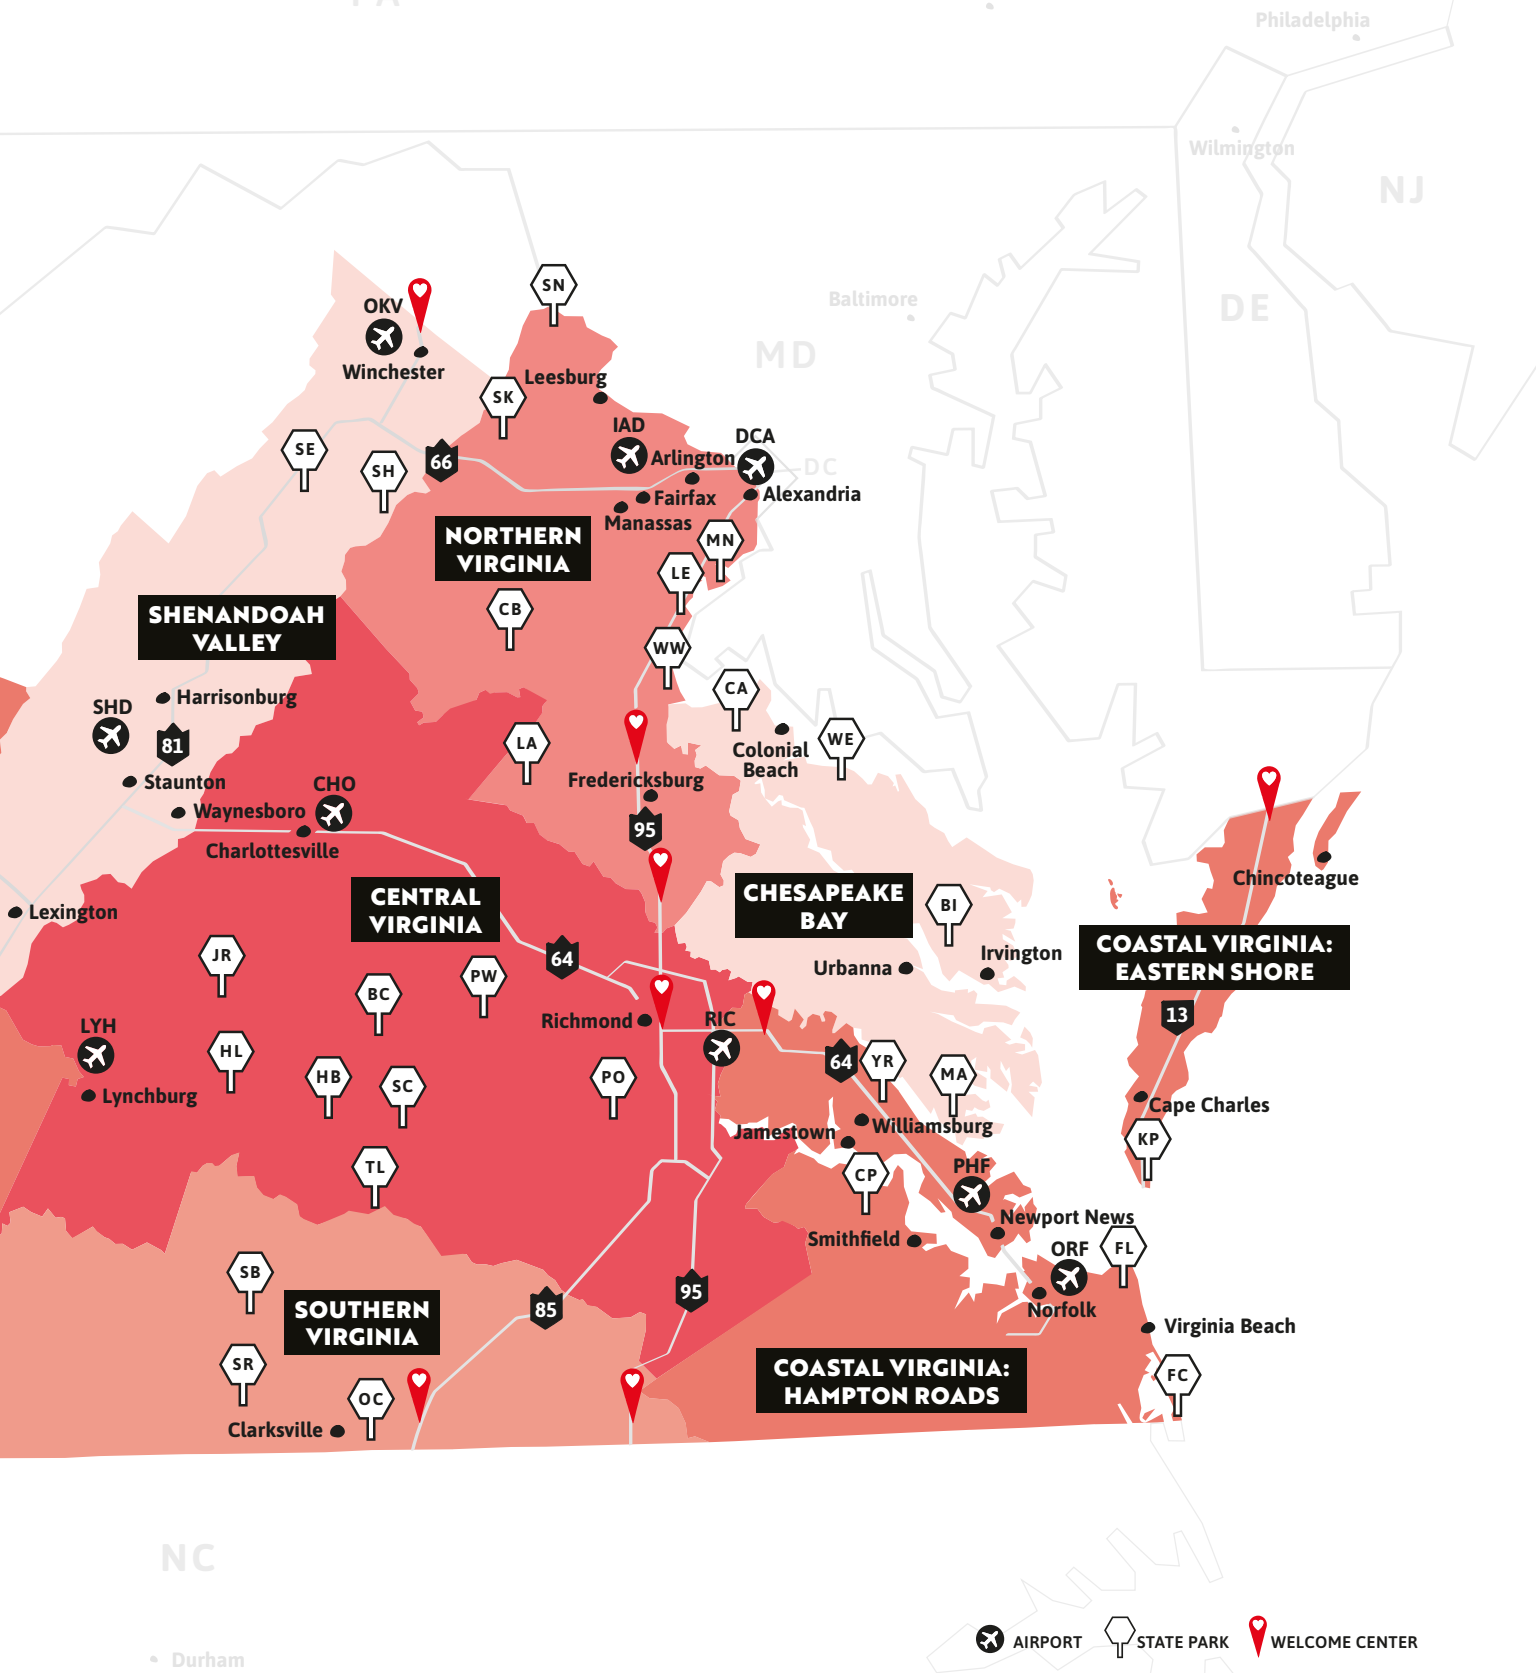 PA
Philadelphia
Wilmington
NJ
SN
Baltimore
DE
OKV
MD
Winchester
Leesburg
SK
IAD
DCA
SE
SH
66
Arlington
DC
Fairfax
Alexandria
Manassas
NORTHERN
VIRGINIA
MN
LE
CB
SHENANDOAH
VALLEY
WW
CA
Harrisonburg
SHD
81
LA
Colonial
Beach
WE
Staunton
CHO
Fredericksburg
Waynesboro
95
Charlottesville
Chincoteague
CENTRAL
VIRGINIA
CHESAPEAKE
BAY
BI
Lexington
COASTAL VIRGINIA:
EASTERN SHORE
JR
64
Irvington
Urbanna
PW
BC
13
Richmond
RIC
LYH
HL
64
YR
MA
HB
SC
PO
Lynchburg
Cape Charles
Williamsburg
Jamestown
KP
TL
CP
PHF
Newport News
Smithfield
ORF
FL
SB
95
SOUTHERN
VIRGINIA
85
Norfolk
Virginia Beach
SR
COASTAL VIRGINIA:
HAMPTON ROADS
FC
OC
Clarksville
NC
AIRPORT
STATE PARK
WELCOME CENTER
Durham